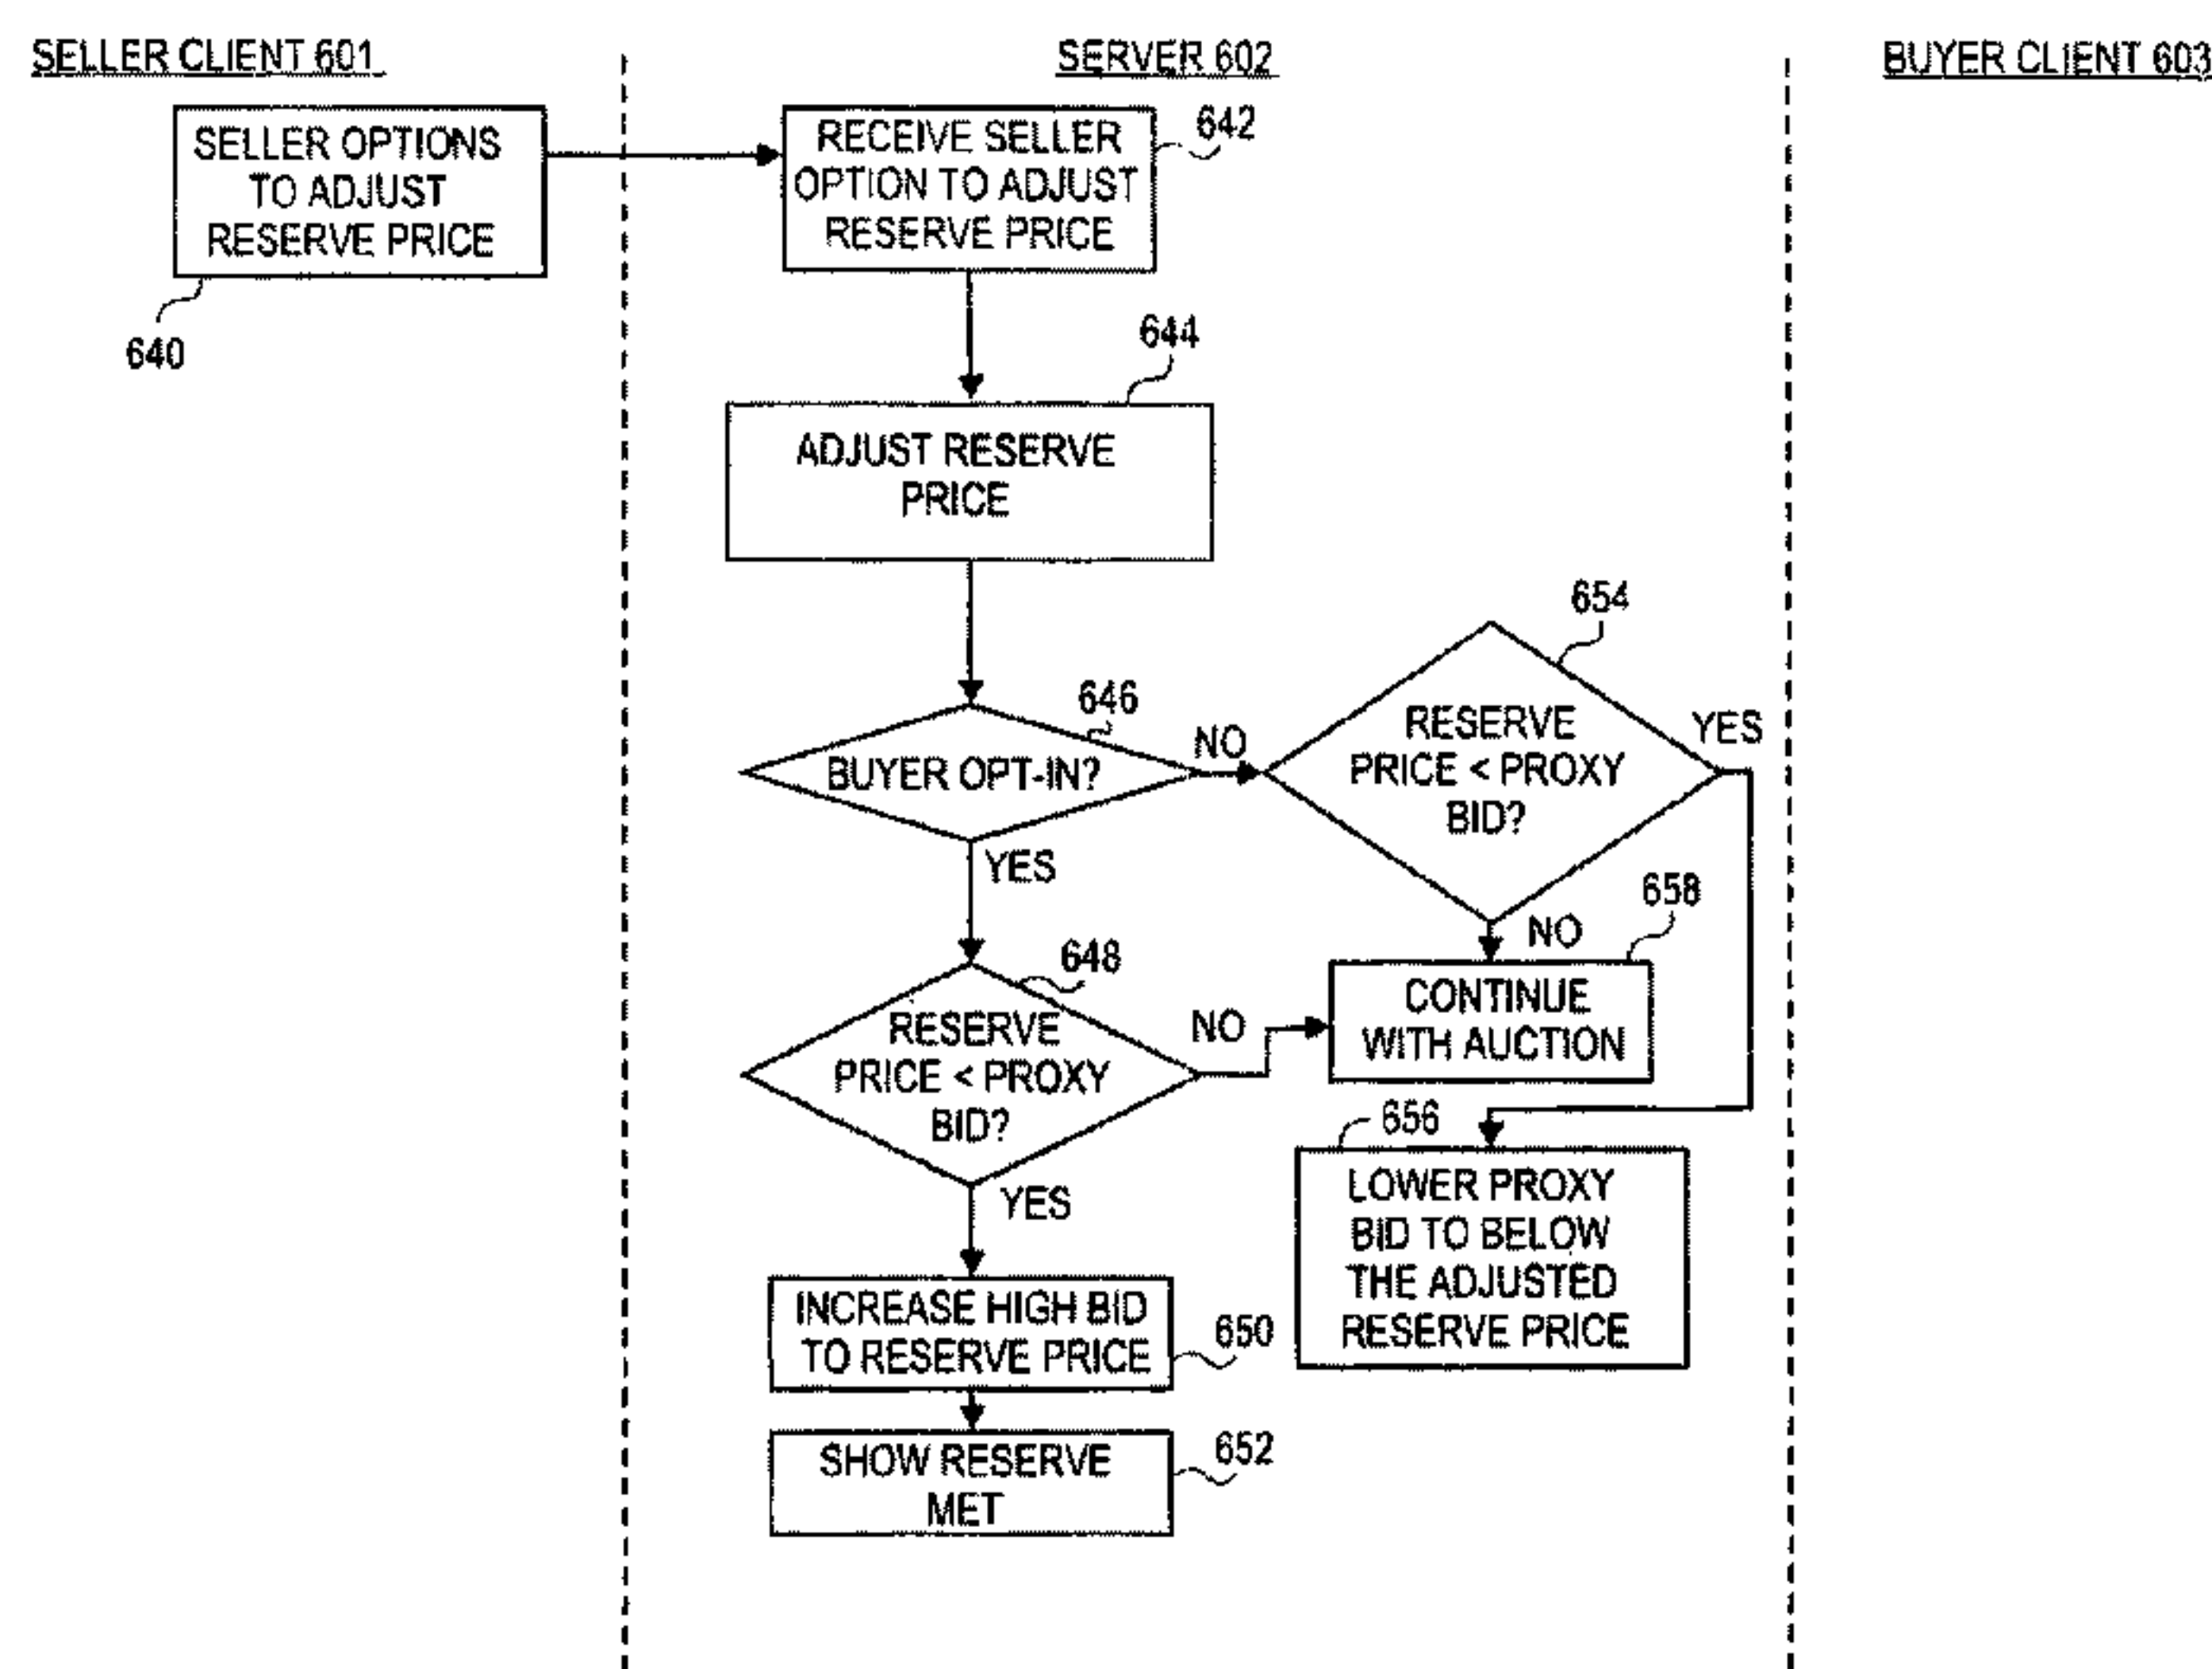 SELLER CLIENT 601
SERVER 602
BUYER CLIENT 603
SELLER OPTIONS
TO ADJUST
RESERVE PRICE
640
RECEIVE SELLER
OPTION TO ADJUST
RESERVE PRICE
642
644
ADJUST RESERVE
PRICE
646
BUYER OPT-IN?
NO
YES
654
RESERVE
PRICE < PROXY
BID?
YES
NO
648
RESERVE
PRICE < PROXY
BID?
NO
YES
658
CONTINUE
WITH AUCTION
656
LOWER PROXY
BID TO BELOW
THE ADJUSTED
RESERVE PRICE
INCREASE HIGH BID
TO RESERVE PRICE
650
SHOW RESERVE
MET
652